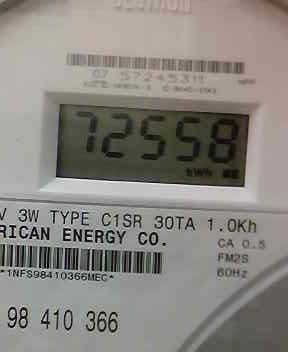 07 57245311
72558
kWh
V 3W TYPE C1SR 30TA 1.0Kh
RICAN ENERGY CO.
CA 0.5
FM2S
60Hz
*1NFS98410366MEC*
98 410 366